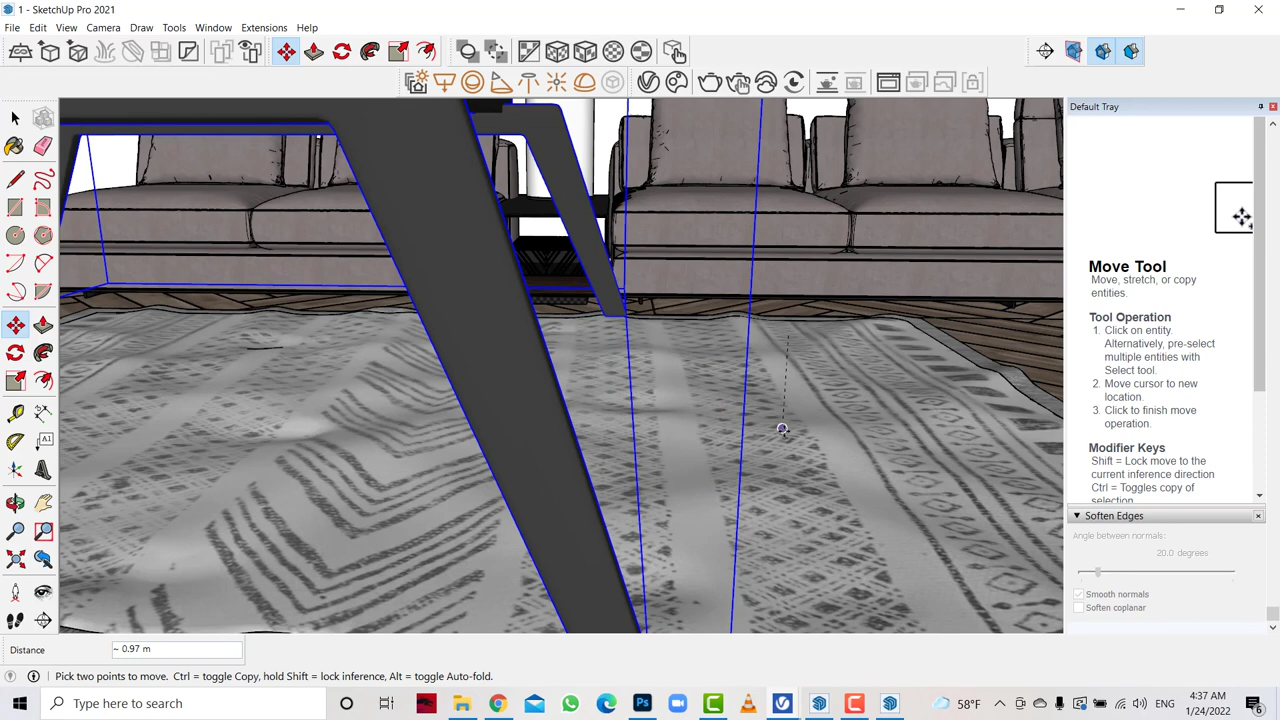 1 - SketchUp Pro 2021
File Edit View Camera Draw Tools Window Extensions Help
Default Tray
Move Tool
Move, stretch, or copy
entities.
Tool Operation
1. Click on entity.
Alternatively, pre-select
multiple entities with
Select tool.
2. Move cursor to new
location.
3. Click to finish move
operation.
Modifier Keys
Shift = Lock move to the
current inference direction
Ctrl = Toggles copy of
selection
Soften Edges
Angle between normals:
20.0 degrees
Smooth normals
Soften coplanar
Distance
~ 0.97 m
Pick two points to move. Ctrl = toggle Copy, hold Shift = lock inference, Alt = toggle Auto-fold.
Type here to search
58°F
ENG
4:37 AM
1/24/2022
6
A1
Ps